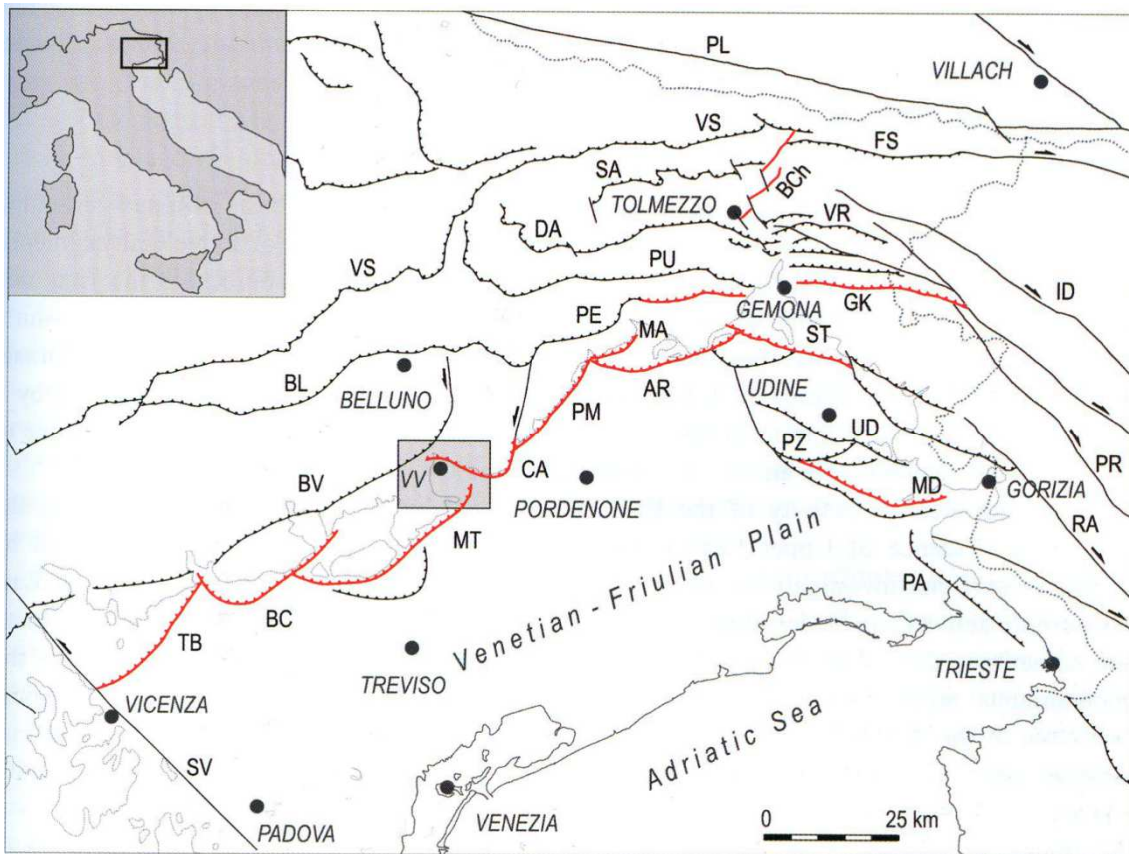 PL
VILLACH
VS
FS
SA
BCh
TOLMEZZO
VR
DA
VS
PU
ID
GEMONA
GK
PE
MA
ST
BL
BELLUNO
AR
UDINE
PM
UD
PZ
PR
CA
VV
BV
MD
GORIZIA
PORDENONE
MT
RA
Venetian - Friulian Plain
PA
BC
TB
TREVISO
TRIESTE
VICENZA
Adriatic Sea
SV
VENEZIA
PADOVA
0 25 km